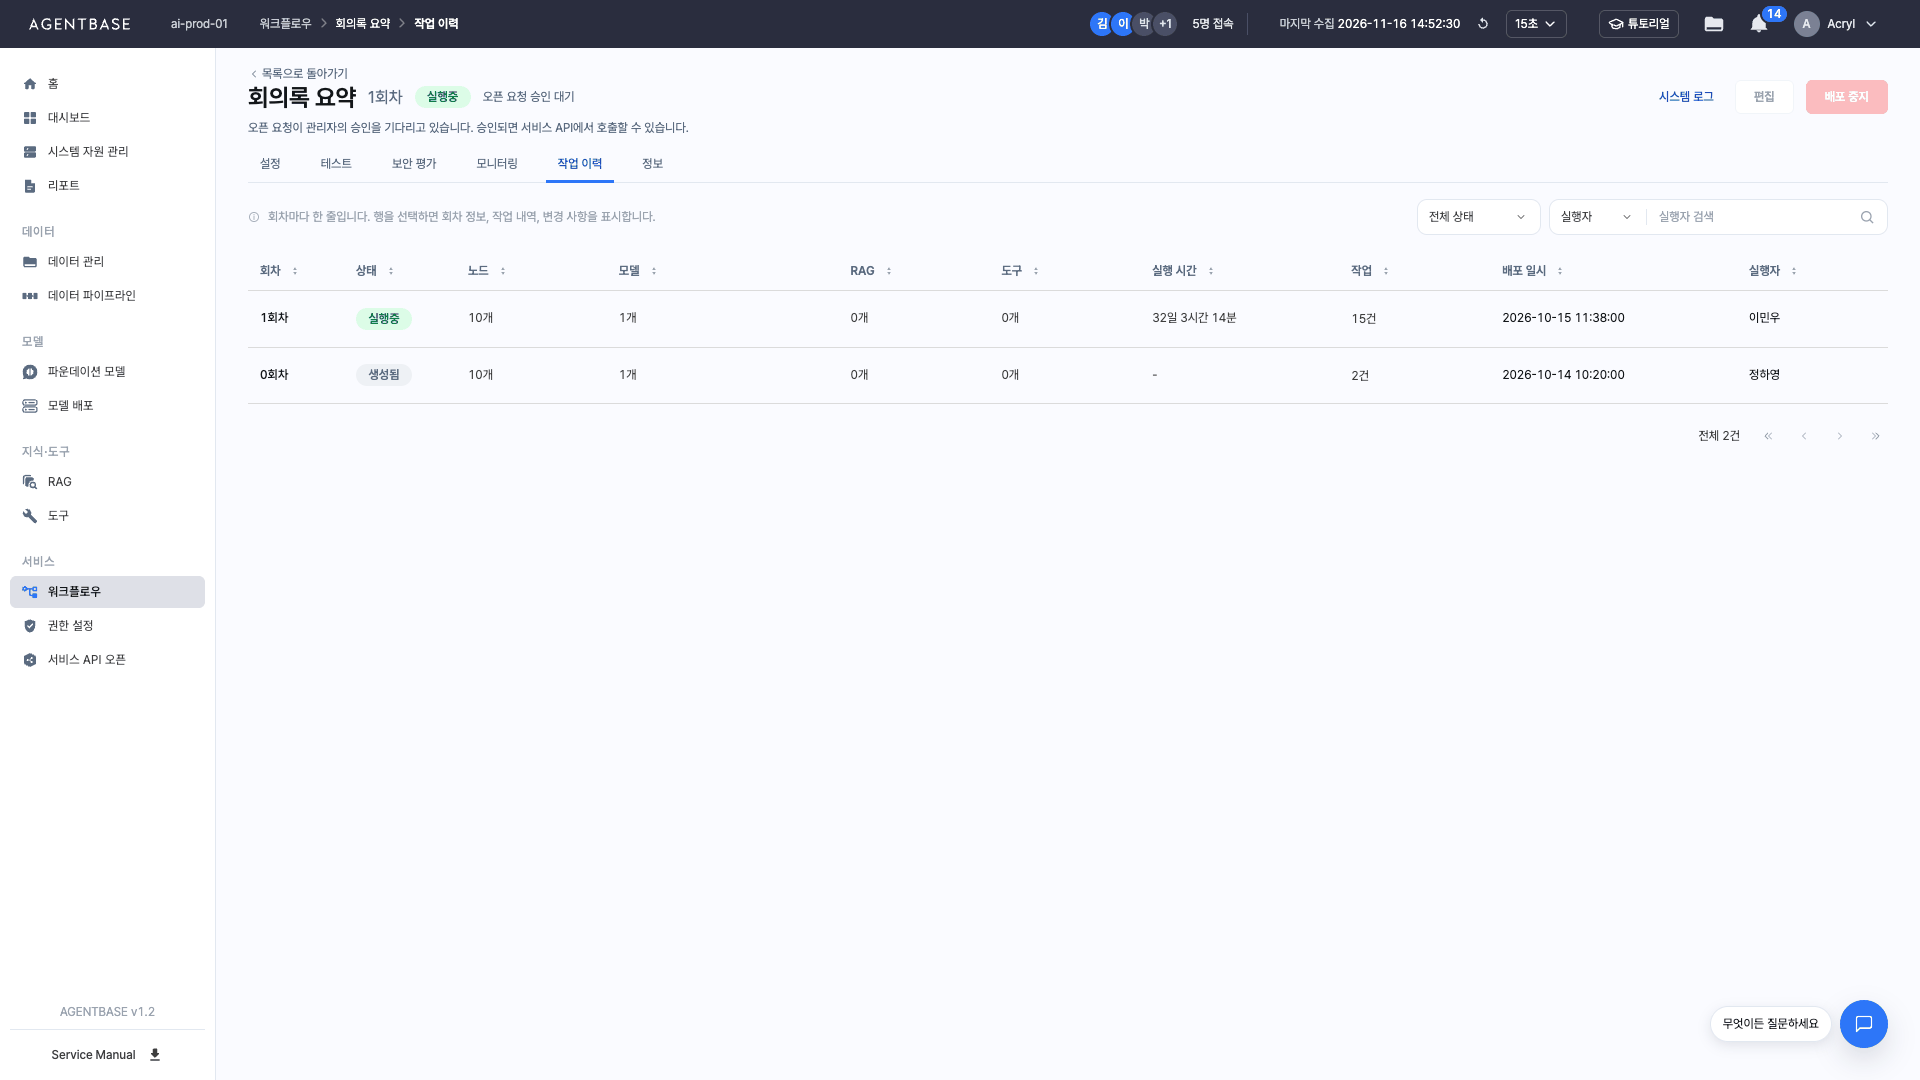 AGENTBASE
ai-prod-01
워크플로우 > 회의록 요약 > 작업 이력
김 이 박 +1 5명 접속
마지막 수집 2026-11-16 14:52:30
15초
튜토리얼
14
A Acryl
홈
대시보드
시스템 자원 관리
리포트
데이터
데이터 관리
데이터 파이프라인
모델
파운데이션 모델
모델 배포
지식·도구
RAG
도구
서비스
워크플로우
권한 설정
서비스 API 오픈
AGENTBASE v1.2
Service Manual
목록으로 돌아가기
회의록 요약 1회차 실행중 오픈 요청 승인 대기
시스템 로그 편집 배포 중지
오픈 요청이 관리자의 승인을 기다리고 있습니다. 승인되면 서비스 API에서 호출할 수 있습니다.
설정 테스트 보안 평가 모니터링 작업 이력 정보
회차마다 한 줄입니다. 행을 선택하면 회차 정보, 작업 내역, 변경 사항을 표시합니다.
전체 상태 실행자 실행자 검색
회차 상태 노드 모델 RAG 도구 실행 시간 작업 배포 일시 실행자
1회차 실행중 10개 1개 0개 0개 32일 3시간 14분 15건 2026-10-15 11:38:00 이민우
0회차 생성됨 10개 1개 0개 0개 - 2건 2026-10-14 10:20:00 정하영
전체 2건 « ‹ › »
무엇이든 질문하세요